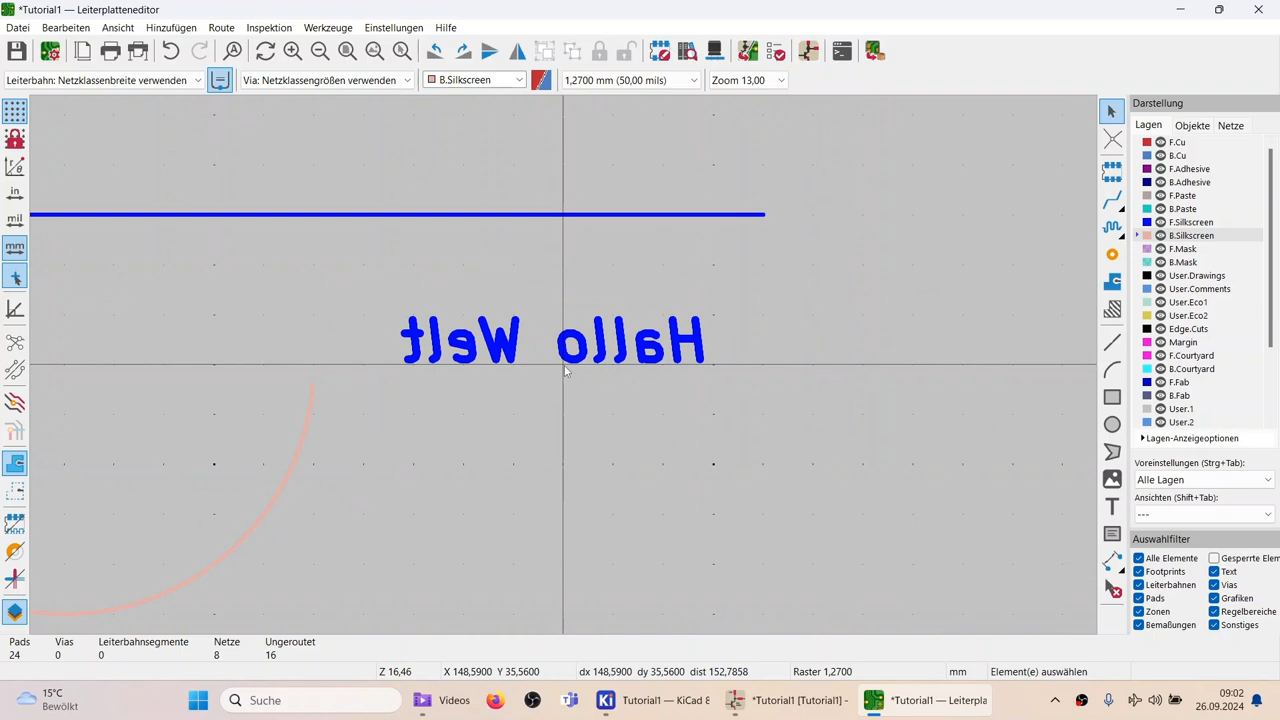 *Tutorial1 — Leiterplatteneditor
Datei Bearbeiten Ansicht Hinzufügen Route Inspektion Werkzeuge Einstellungen Hilfe
Leiterbahn: Netzklassenbreite verwenden Via: Netzklassengrößen verwenden B.Silkscreen 1,2700 mm (50,00 mils) Zoom 13,00
Darstellung
Lagen Objekte Netze
F.Cu
B.Cu
F.Adhesive
B.Adhesive
F.Paste
B.Paste
F.Silkscreen
B.Silkscreen
F.Mask
B.Mask
User.Drawings
User.Comments
User.Eco1
User.Eco2
Edge.Cuts
Margin
F.Courtyard
B.Courtyard
F.Fab
B.Fab
User.1
User.2
Lagen-Anzeigeoptionen
Voreinstellungen (Strg+Tab):
Alle Lagen
Ansichten (Shift+Tab):
---
Auswahlfilter
Alle Elemente Gesperrte Elem
Footprints Text
Leiterbahnen Vias
Pads Grafiken
Zonen Regelbereiche
Bemaßungen Sonstiges
in
mil
mm
Hallo Welt
Pads Vias Leiterbahnsegmente Netze Ungeroutet
24 0 0 8 16
Z 16,46 X 148,5900 Y 35,5600 dx 148,5900 dy 35,5600 dist 152,7858 Raster 1,2700 mm Element(e) auswählen
15°C
Bewölkt
Suche
Videos
Tutorial1 — KiCad 8
*Tutorial1 [Tutorial1] -
*Tutorial1 — Leiterpla
09:02
26.09.2024